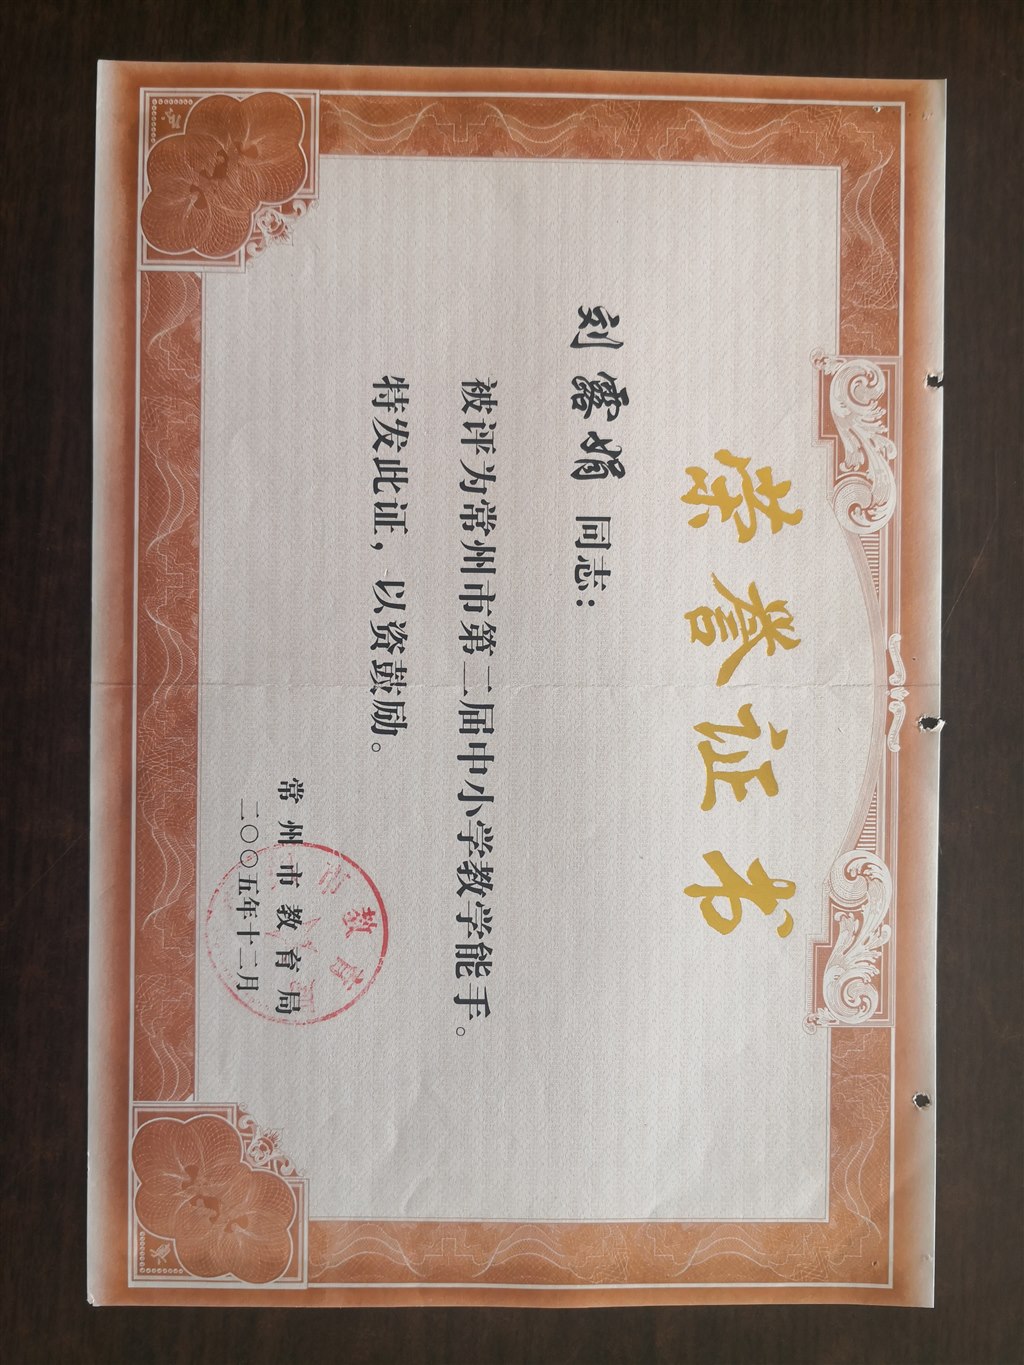 荣誉证书
刘露娟 同志：
被评为常州市第二届中小学教学能手。
特发此证，以资鼓励。
常州市教育局
二〇〇五年十二月